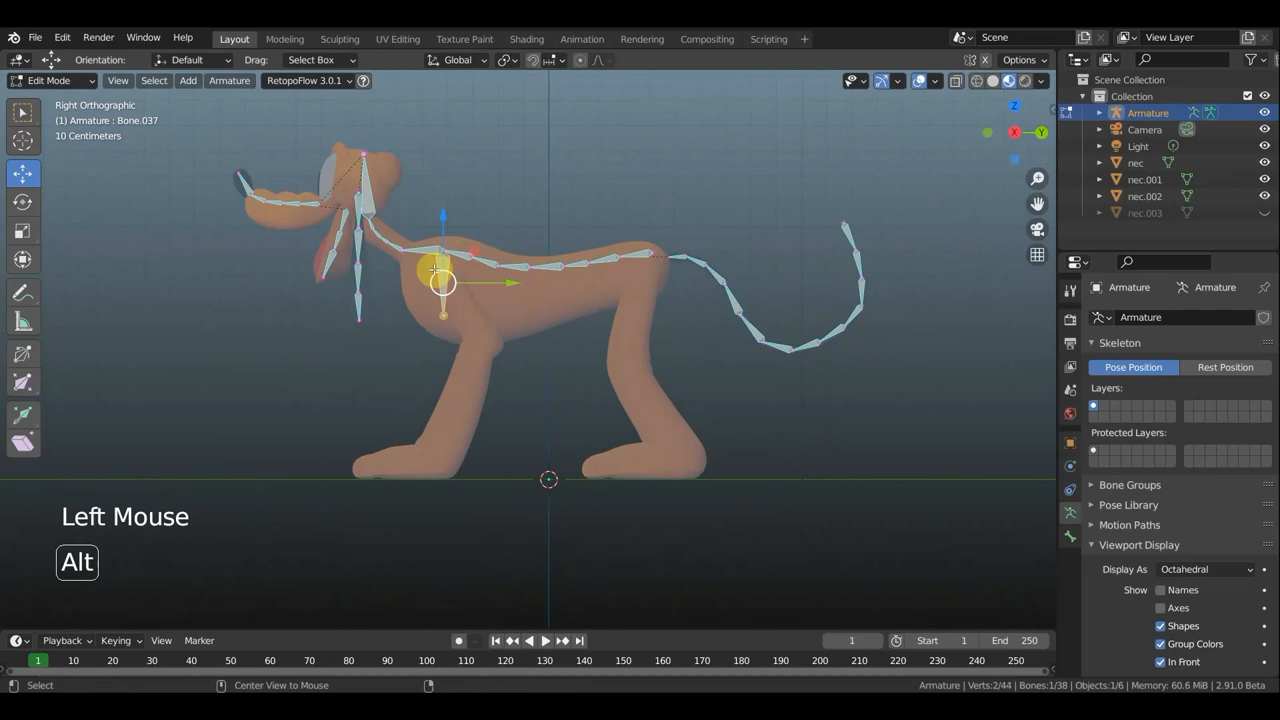 File Edit Render Window Help Layout Modeling Sculpting UV Editing Texture Paint Shading Animation Rendering Compositing Scripting + Scene View Layer
Orientation: Default Drag: Select Box Global X Options
Edit Mode View Select Add Armature RetopoFlow 3.0.1 ?
Right Orthographic
(1) Armature : Bone.037
10 Centimeters
Z
X
Y
Scene Collection
Collection
Armature
Camera
Light
nec
nec.001
nec.002
nec.003
Armature Armature
Armature
Skeleton
Pose Position Rest Position
Layers:
Protected Layers:
Bone Groups
Pose Library
Motion Paths
Viewport Display
Display As Octahedral
Show Names
Axes
Shapes
Group Colors
In Front
Left Mouse
Alt
Playback Keying View Marker 1 Start 1 End 250
1 10 20 30 40 50 60 70 80 90 100 110 120 130 140 150 160 170 180 190 200 210 220 230 240 250
Select Center View to Mouse Armature | Verts:2/44 | Bones:1/38 | Objects:1/6 | Memory: 60.6 MiB | 2.91.0 Beta